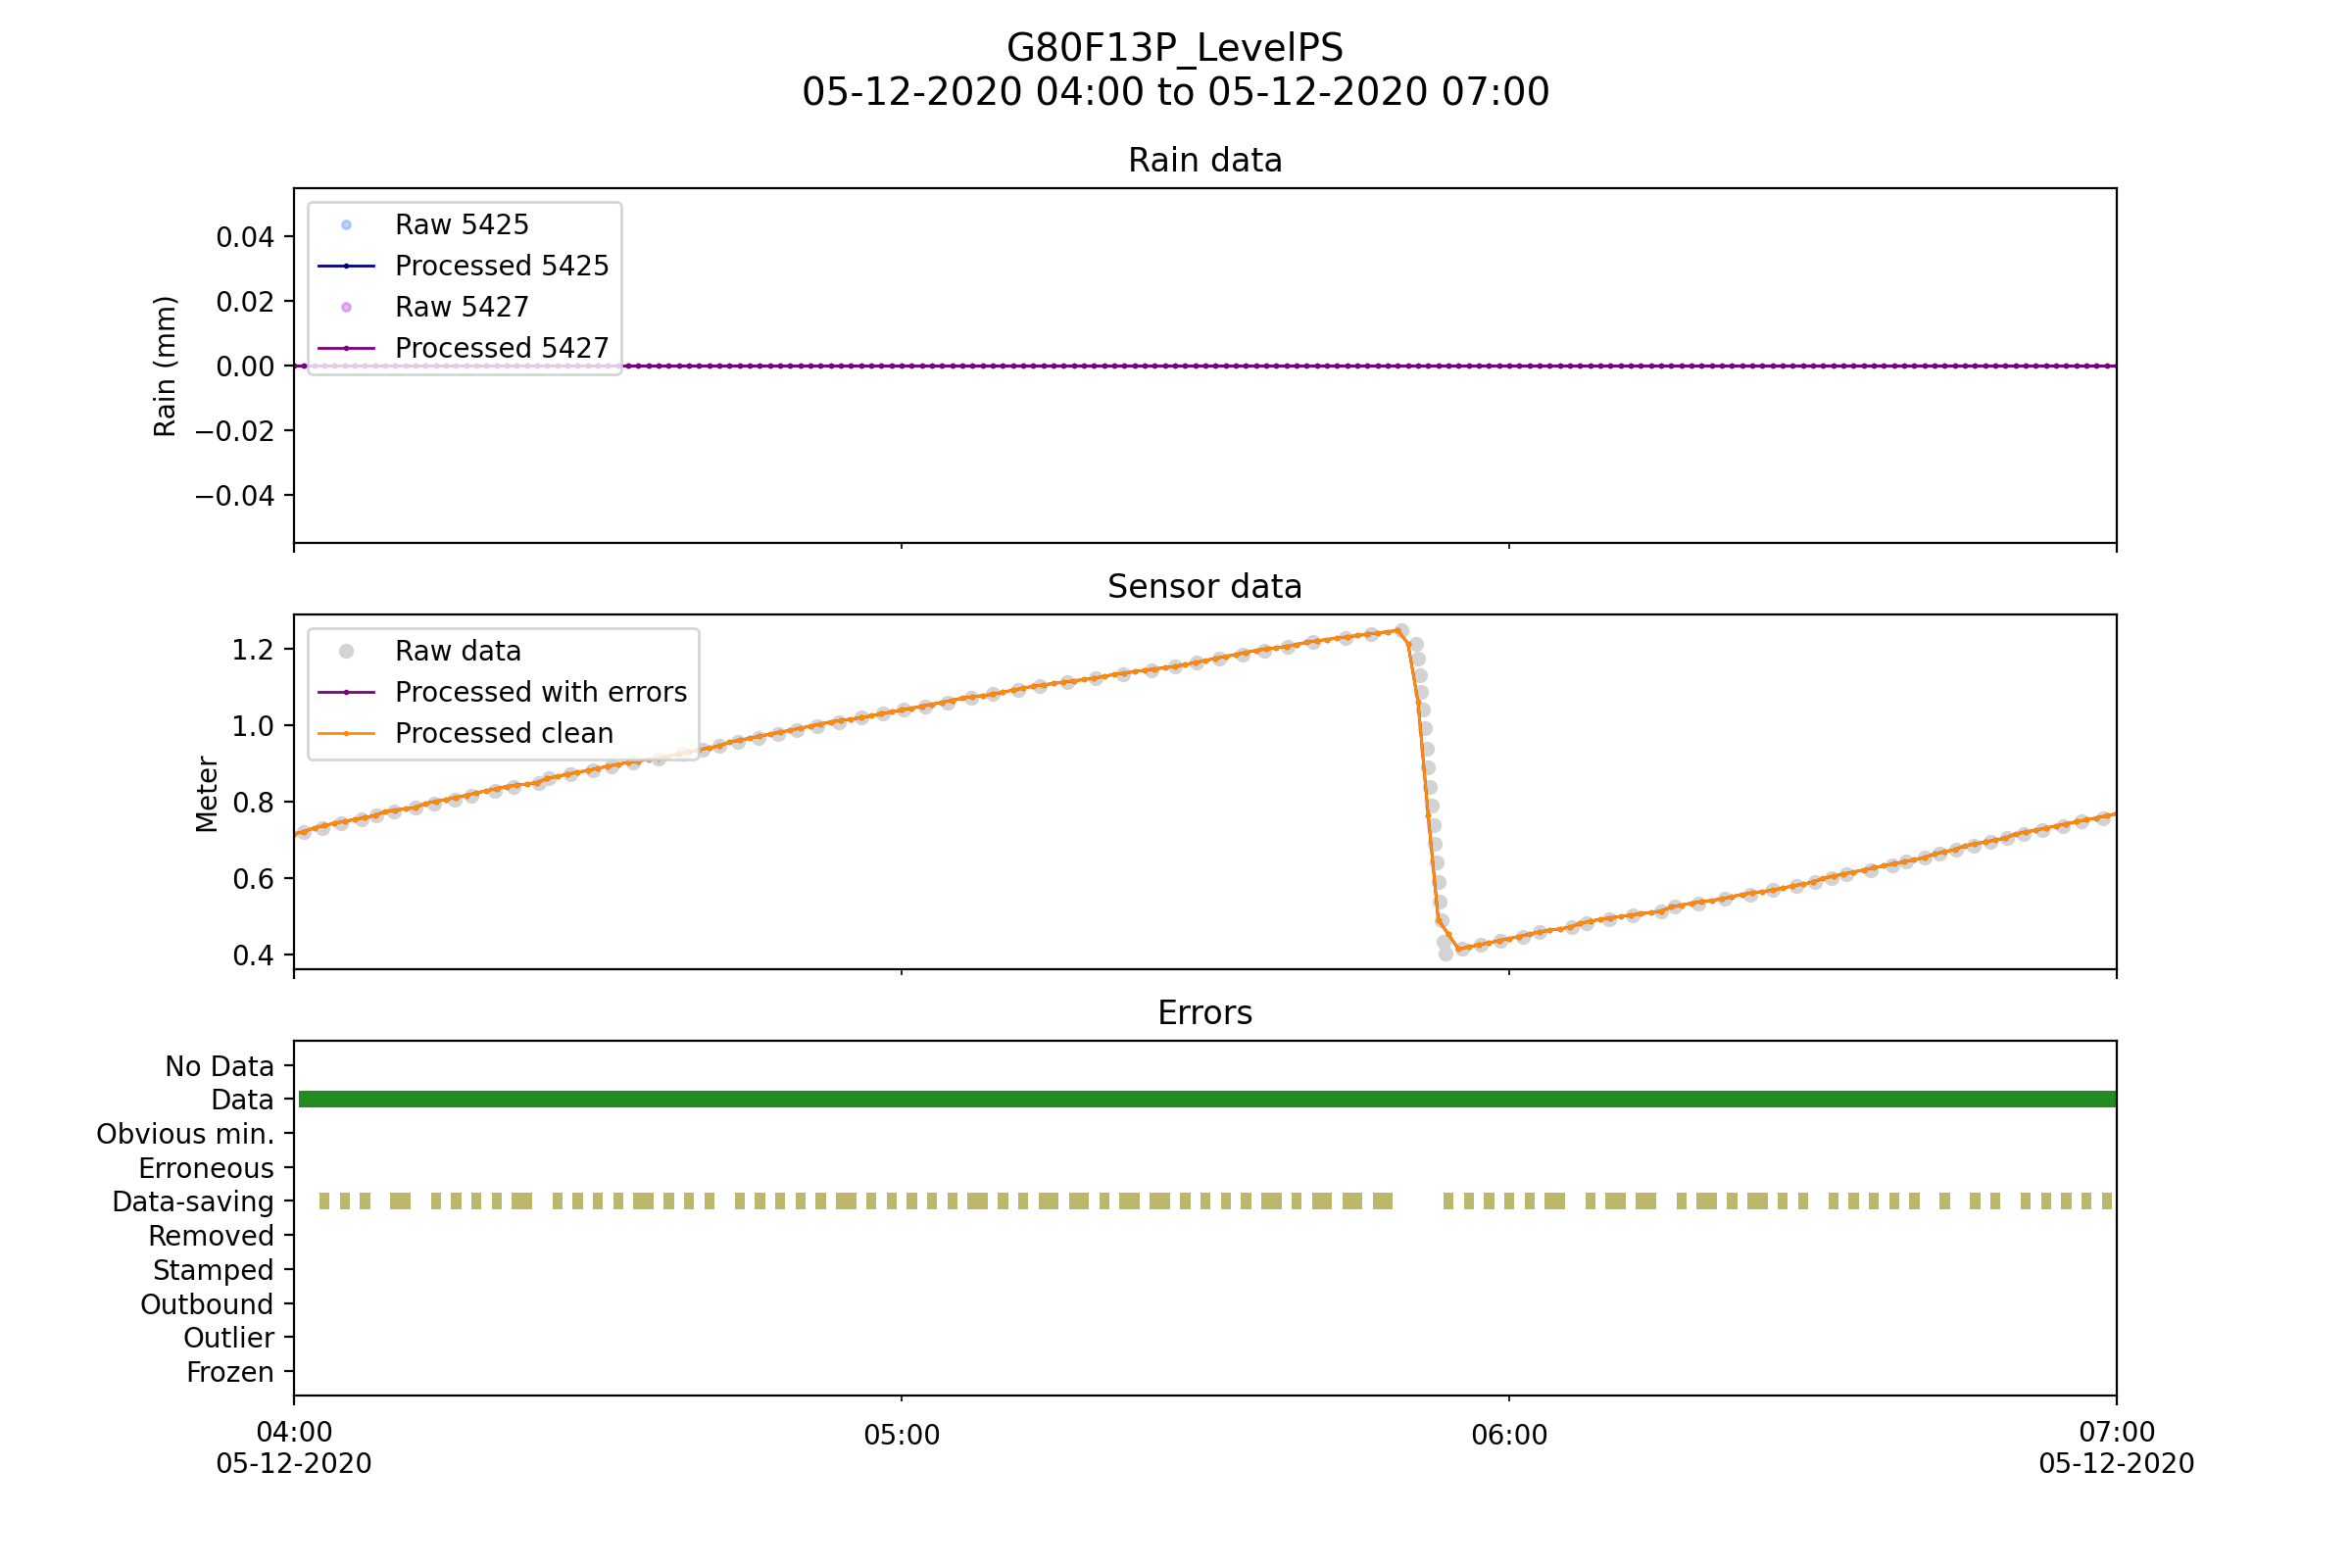 G80F13P_LevelPS
05-12-2020 04:00 to 05-12-2020 07:00
Rain data
Rain (mm)
0.04
0.02
0.00
−0.02
−0.04
Raw 5425
Processed 5425
Raw 5427
Processed 5427
Sensor data
Meter
1.2
1.0
0.8
0.6
0.4
Raw data
Processed with errors
Processed clean
Errors
No Data
Data
Obvious min.
Erroneous
Data-saving
Removed
Stamped
Outbound
Outlier
Frozen
04:00
05-12-2020
05:00
06:00
07:00
05-12-2020